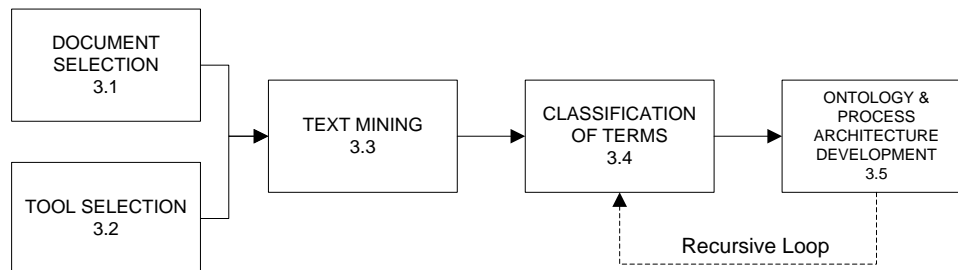 DOCUMENT
SELECTION
3.1
TOOL SELECTION
3.2
TEXT MINING
3.3
CLASSIFICATION
OF TERMS
3.4
ONTOLOGY &
PROCESS
ARCHITECTURE
DEVELOPMENT
3.5
Recursive Loop